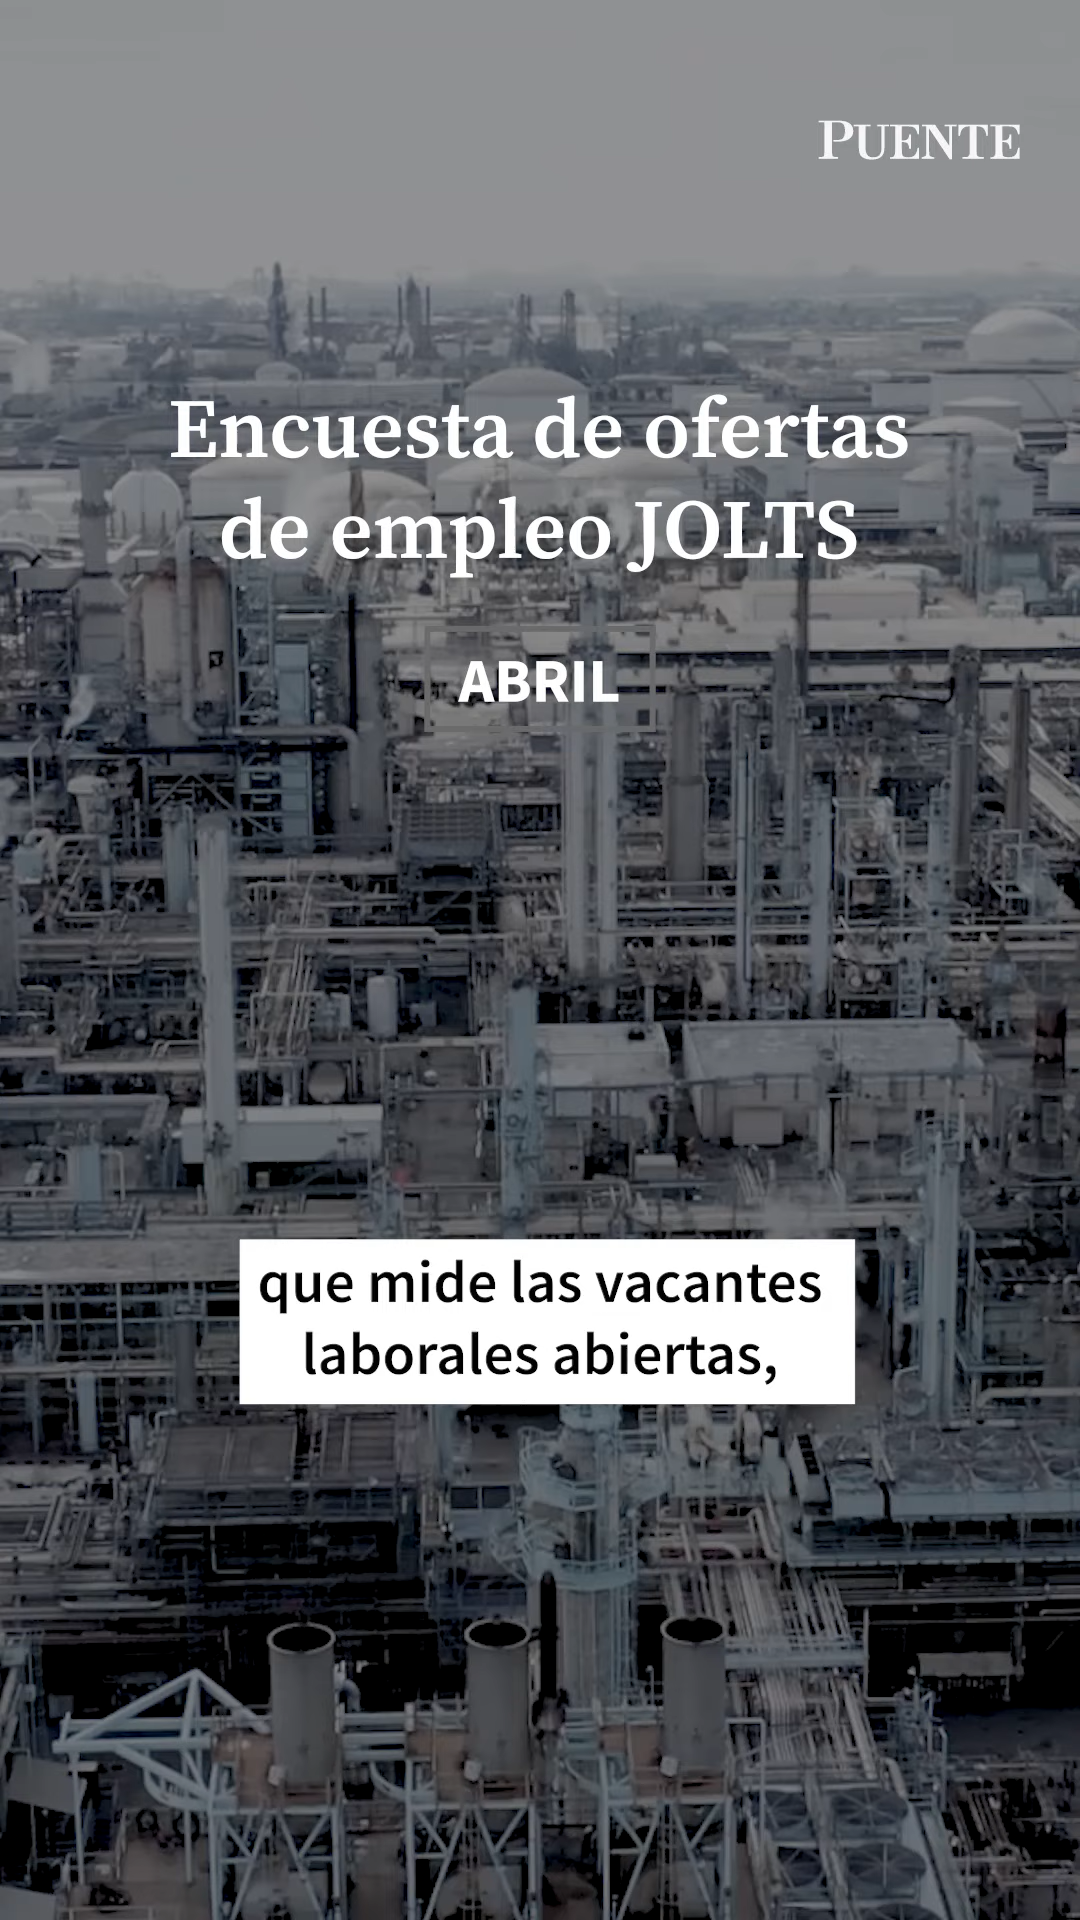 PUENTE
Encuesta de ofertas
de empleo JOLTS
ABRIL
que mide las vacantes
laborales abiertas,